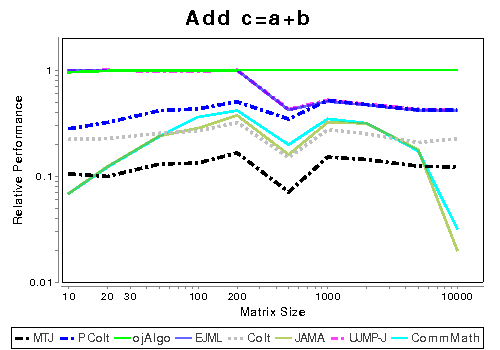 Add c=a+b
Relative Performance
1
0.1
0.01
10 20 30 100 200 1000 10000
Matrix Size
MTJ PColt ojAlgo EJML Colt JAMA UJMP-J CommMath